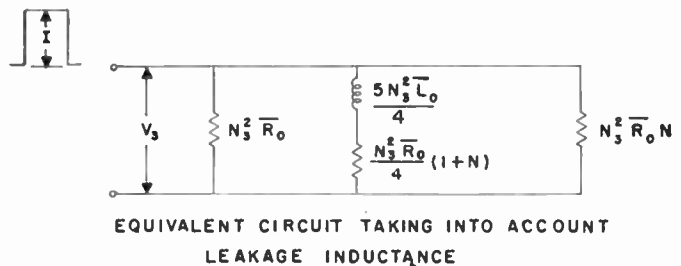 I
V₃
N₃² R̅₀
5N₃² L̅₀
4
N₃² R̅₀
4
(1+N)
N₃² R̅₀ N
EQUIVALENT CIRCUIT TAKING INTO ACCOUNT
LEAKAGE INDUCTANCE